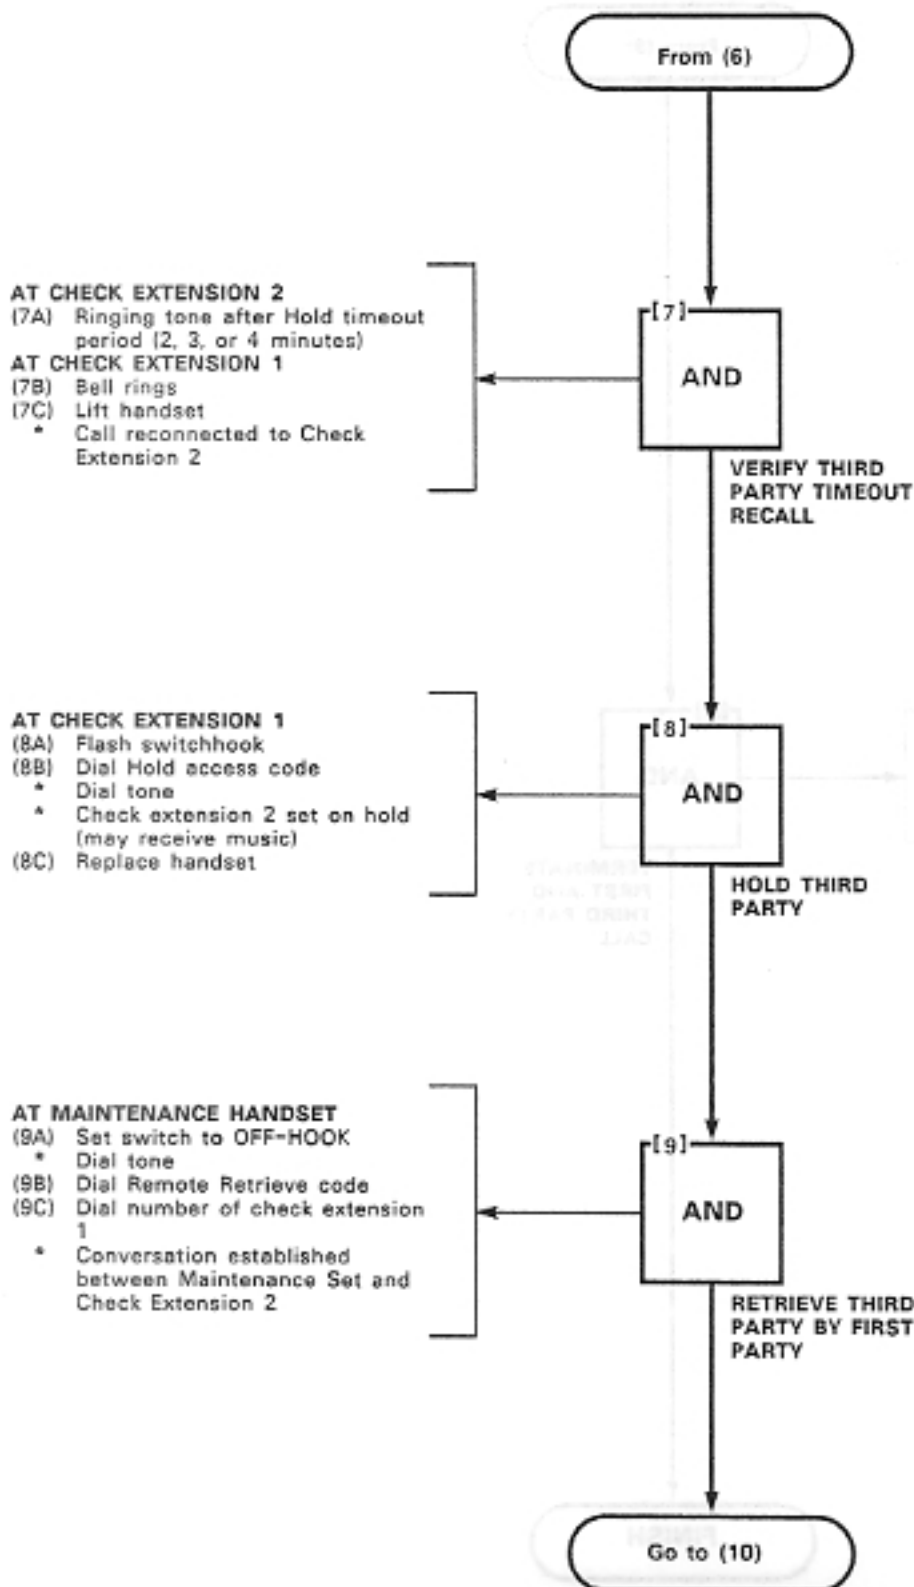 From (6)
AT CHECK EXTENSION 2
(7A) Ringing tone after Hold timeout
period (2, 3, or 4 minutes)
AT CHECK EXTENSION 1
(7B) Bell rings
(7C) Lift handset
* Call reconnected to Check
Extension 2
[7]
AND
VERIFY THIRD
PARTY TIMEOUT
RECALL
AT CHECK EXTENSION 1
(8A) Flash switchhook
(8B) Dial Hold access code
* Dial tone
* Check extension 2 set on hold
(may receive music)
(8C) Replace handset
[8]
AND
HOLD THIRD
PARTY
AT MAINTENANCE HANDSET
(9A) Set switch to OFF-HOOK
* Dial tone
(9B) Dial Remote Retrieve code
(9C) Dial number of check extension
1
* Conversation established
between Maintenance Set and
Check Extension 2
[9]
AND
RETRIEVE THIRD
PARTY BY FIRST
PARTY
Go to (10)